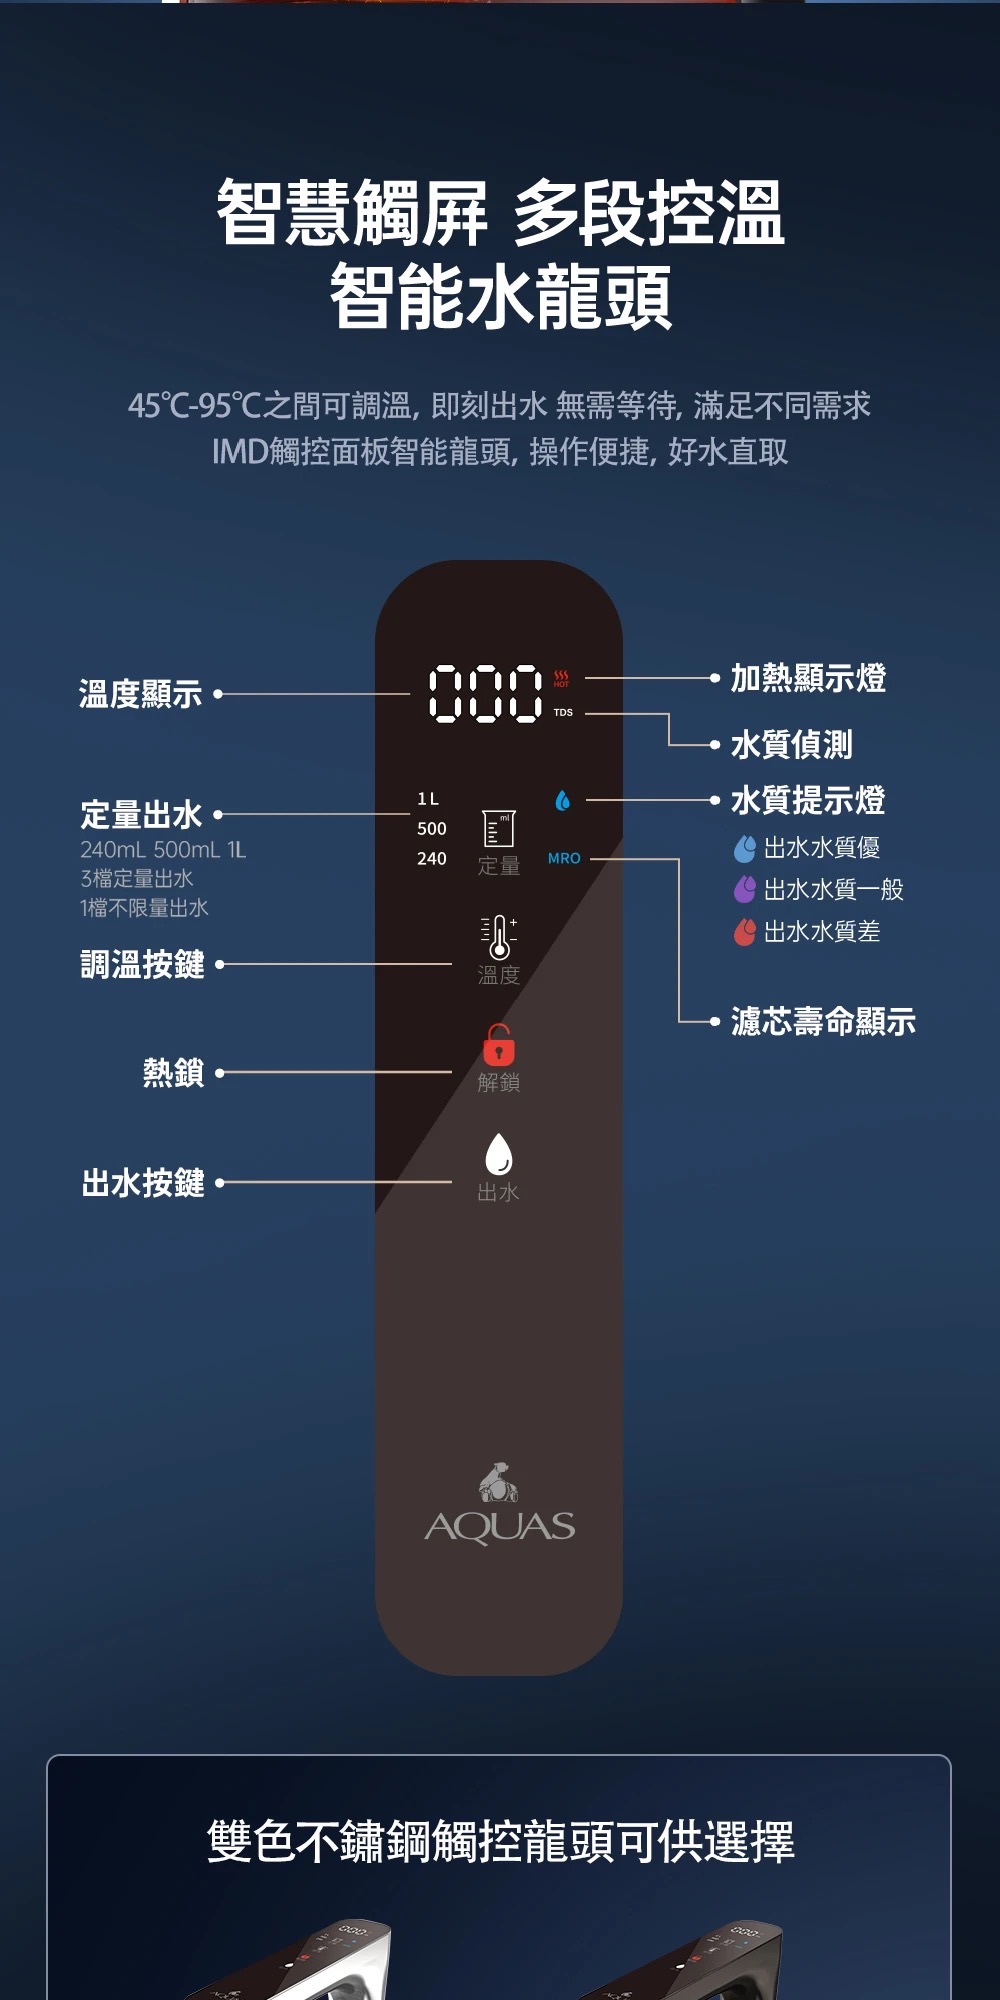 智慧觸屏 多段控溫
智能水龍頭
45℃-95℃之間可調溫, 即刻出水 無需等待, 滿足不同需求
IMD觸控面板智能龍頭, 操作便捷, 好水直取
溫度顯示
000
HOT
TDS
加熱顯示燈
水質偵測
定量出水
240mL 500mL 1L
3檔定量出水
1檔不限量出水
1L
500
240
ml
定量
MRO
水質提示燈
出水水質優
出水水質一般
出水水質差
調溫按鍵
溫度
濾芯壽命顯示
熱鎖
解鎖
出水按鍵
出水
AQUAS
雙色不鏽鋼觸控龍頭可供選擇
000
000